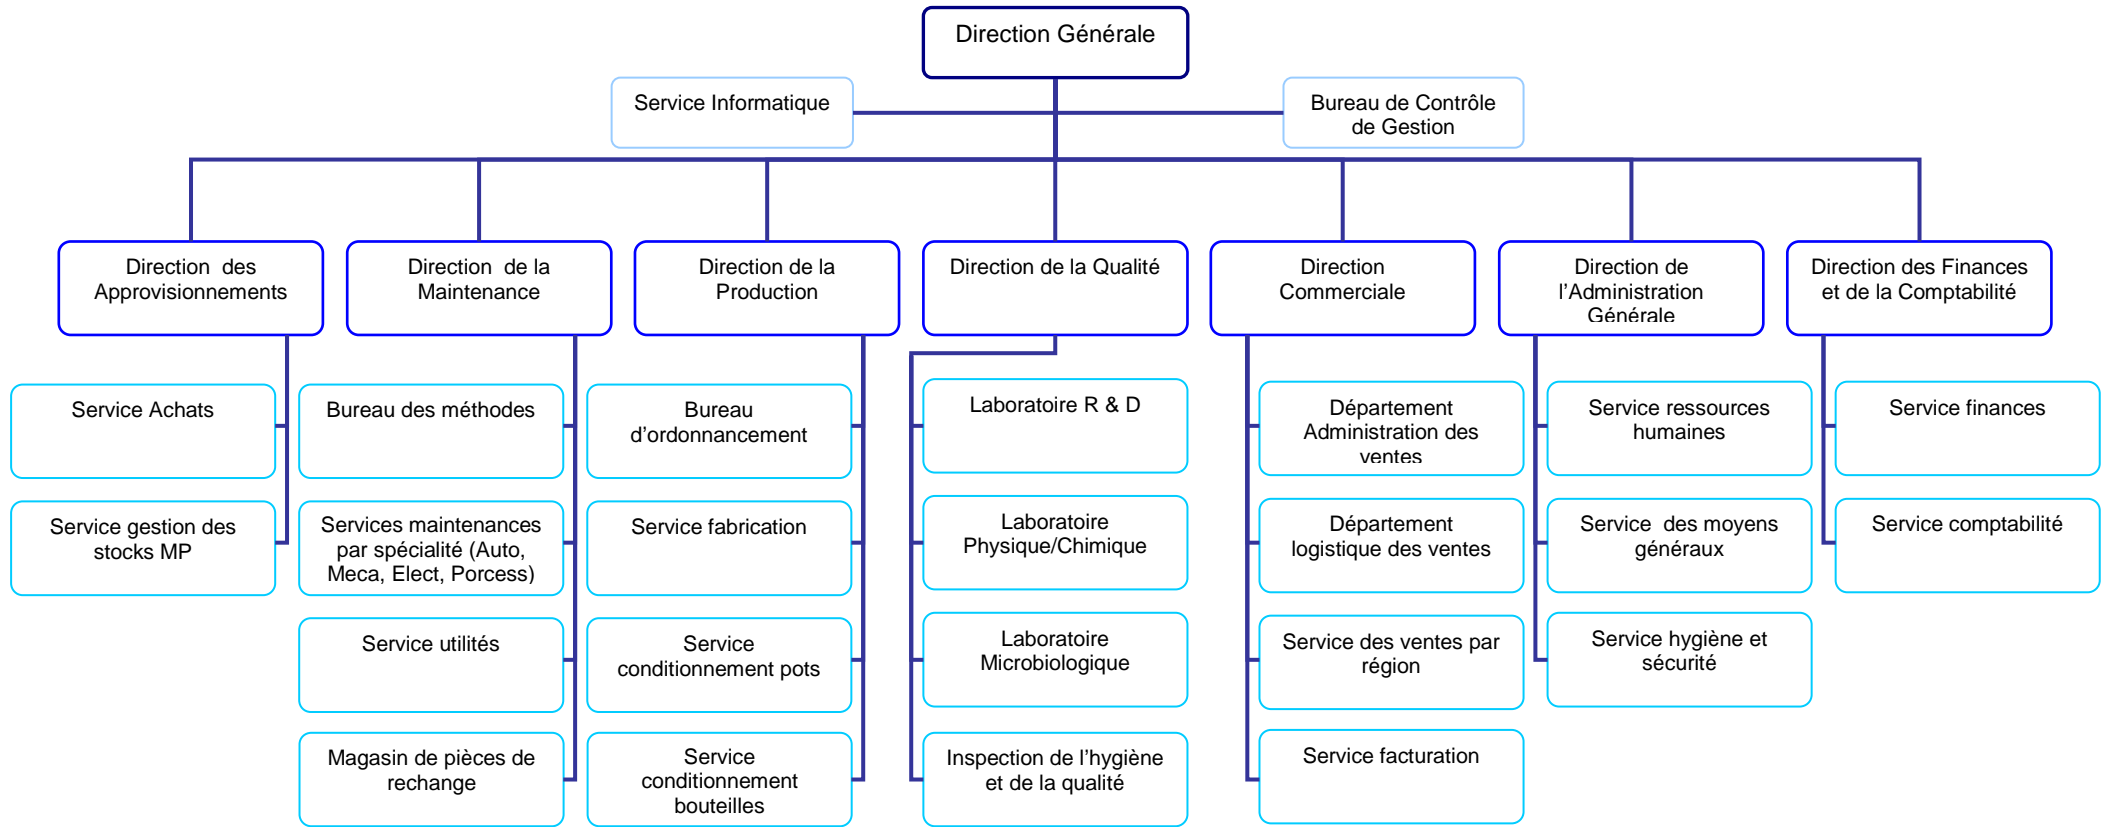 Direction Générale
Service Informatique
Bureau de Contrôle
de Gestion
Direction des
Approvisionnements
Direction de la
Maintenance
Direction de la
Production
Direction de la Qualité
Direction
Commerciale
Direction de
l’Administration
Générale
Direction des Finances
et de la Comptabilité
Service Achats
Service gestion des
stocks MP
Bureau des méthodes
Services maintenances
par spécialité (Auto,
Meca, Elect, Porcess)
Service utilités
Magasin de pièces de
rechange
Bureau
d’ordonnancement
Service fabrication
Service
conditionnement pots
Service
conditionnement
bouteilles
Laboratoire R & D
Laboratoire
Physique/Chimique
Laboratoire
Microbiologique
Inspection de l’hygiène
et de la qualité
Département
Administration des
ventes
Département
logistique des ventes
Service des ventes par
région
Service facturation
Service ressources
humaines
Service des moyens
généraux
Service hygiène et
sécurité
Service finances
Service comptabilité